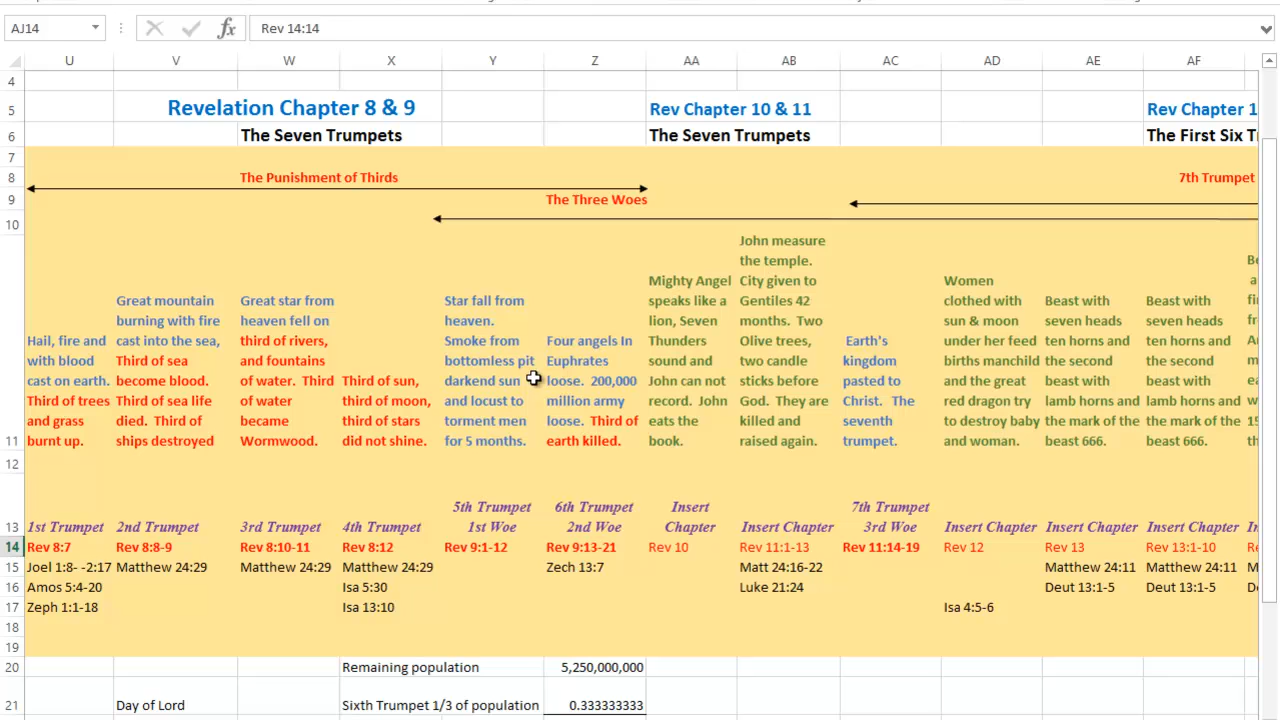 AJ14
fx
Rev 14:14
U V W X Y Z AA AB AC AD AE AF
4
5 Revelation Chapter 8 & 9 Rev Chapter 10 & 11 Rev Chapter 1
6 The Seven Trumpets The Seven Trumpets The First Six T
7
8 The Punishment of Thirds 7th Trumpet
9 The Three Woes
10
11
Hail, fire and
with blood
cast on earth.
Third of trees
and grass
burnt up.
Great mountain
burning with fire
cast into the sea,
Third of sea
become blood.
Third of sea life
died. Third of
ships destroyed
Great star from
heaven fell on
third of rivers,
and fountains
of water. Third
of water
became
Wormwood.
Third of sun,
third of moon,
third of stars
did not shine.
Star fall from
heaven.
Smoke from
bottomless pit
darkend sun
and locust to
torment men
for 5 months.
Four angels In
Euphrates
loose. 200,000
million army
loose. Third of
earth killed.
Mighty Angel
speaks like a
lion, Seven
Thunders
sound and
John can not
record. John
eats the
book.
John measure
the temple.
City given to
Gentiles 42
months. Two
Olive trees,
two candle
sticks before
God. They are
killed and
raised again.
Earth's
kingdom
pasted to
Christ. The
seventh
trumpet.
Women
clothed with
sun & moon
under her feed
births manchild
and the great
red dragon try
to destroy baby
and woman.
Beast with
seven heads
ten horns and
the second
beast with
lamb horns and
the mark of the
beast 666.
Beast with
seven heads
ten horns and
the second
beast with
lamb horns and
the mark of the
beast 666.
12
13 1st Trumpet 2nd Trumpet 3rd Trumpet 4th Trumpet 5th Trumpet 1st Woe 6th Trumpet 2nd Woe Insert Chapter Insert Chapter 7th Trumpet 3rd Woe Insert Chapter Insert Chapter Insert Chapter
14 Rev 8:7 Rev 8:8-9 Rev 8:10-11 Rev 8:12 Rev 9:1-12 Rev 9:13-21 Rev 10 Rev 11:1-13 Rev 11:14-19 Rev 12 Rev 13 Rev 13:1-10
15 Joel 1:8- -2:17 Matthew 24:29 Matthew 24:29 Matthew 24:29 Zech 13:7 Matt 24:16-22 Matthew 24:11 Matthew 24:11
16 Amos 5:4-20 Isa 5:30 Luke 21:24 Deut 13:1-5 Deut 13:1-5
17 Zeph 1:1-18 Isa 13:10 Isa 4:5-6
18
19
20 Remaining population 5,250,000,000
21 Day of Lord Sixth Trumpet 1/3 of population 0.333333333